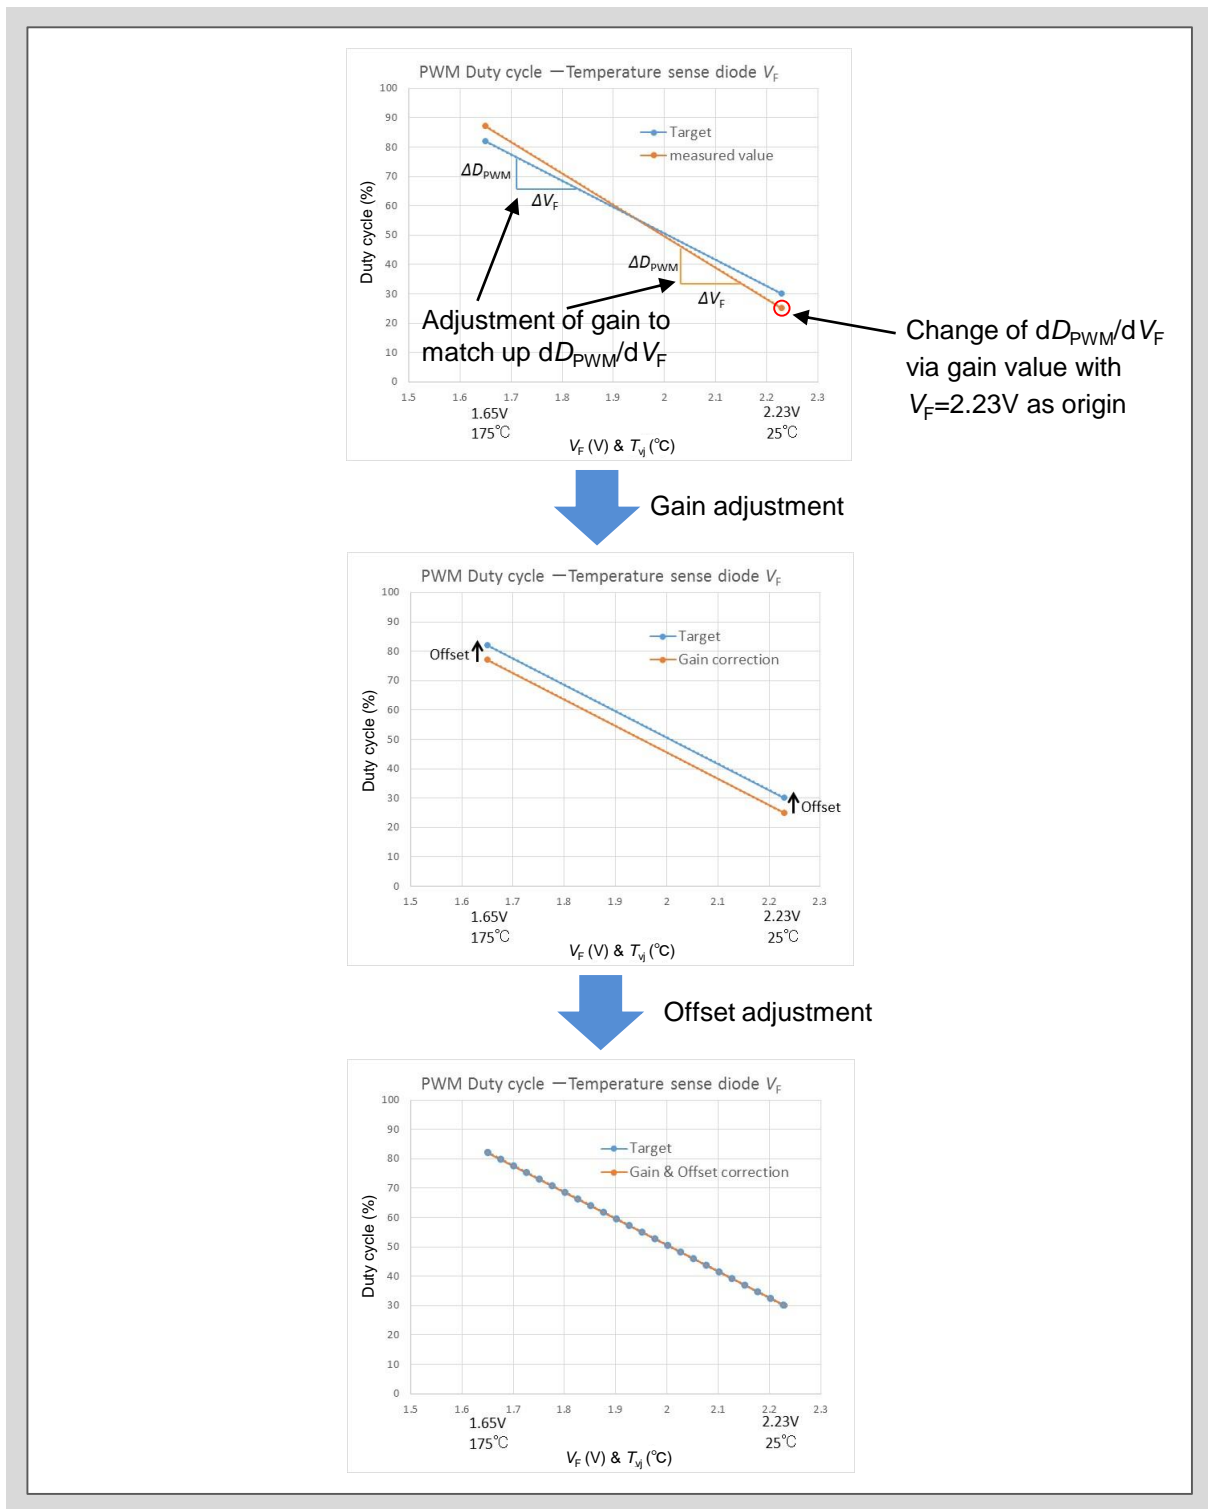 PWM Duty cycle －Temperature sense diode VF
100
90
80
70
60
50
40
30
20
10
0
Duty cycle (%)
Target
measured value
ΔDPWM
ΔVF
ΔDPWM
ΔVF
Adjustment of gain to
match up dDPWM/dVF
Change of dDPWM/dVF
via gain value with
VF=2.23V as origin
1.5 1.6 1.7 1.8 1.9 2 2.1 2.2 2.3
1.65V 2.23V
175℃ 25℃
VF (V) & Tvj (℃)
Gain adjustment
PWM Duty cycle －Temperature sense diode VF
100
90
80
70
60
50
40
30
20
10
0
Duty cycle (%)
Target
Gain correction
Offset
Offset
1.5 1.6 1.7 1.8 1.9 2 2.1 2.2 2.3
1.65V 2.23V
175℃ 25℃
VF (V) & Tvj (℃)
Offset adjustment
PWM Duty cycle －Temperature sense diode VF
100
90
80
70
60
50
40
30
20
10
0
Duty cycle (%)
Target
Gain & Offset correction
1.5 1.6 1.7 1.8 1.9 2 2.1 2.2 2.3
1.65V 2.23V
175℃ 25℃
VF (V) & Tvj (℃)